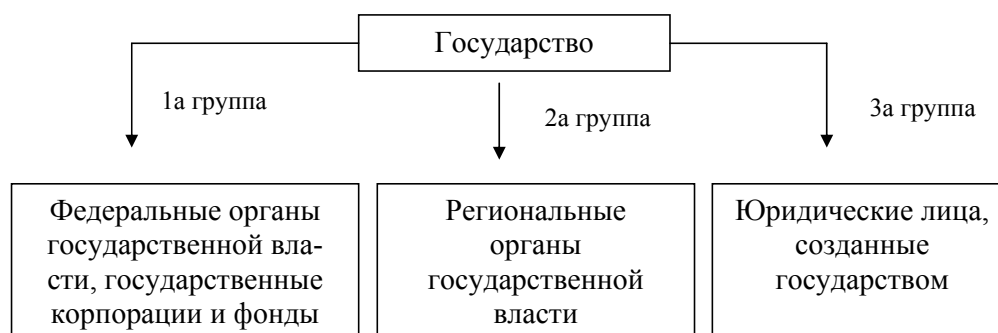 Государство
1а группа
2а группа
3а группа
Федеральные органы
государственной вла-
сти, государственные
корпорации и фонды
Региональные
органы
государственной
власти
Юридические лица,
созданные
государством